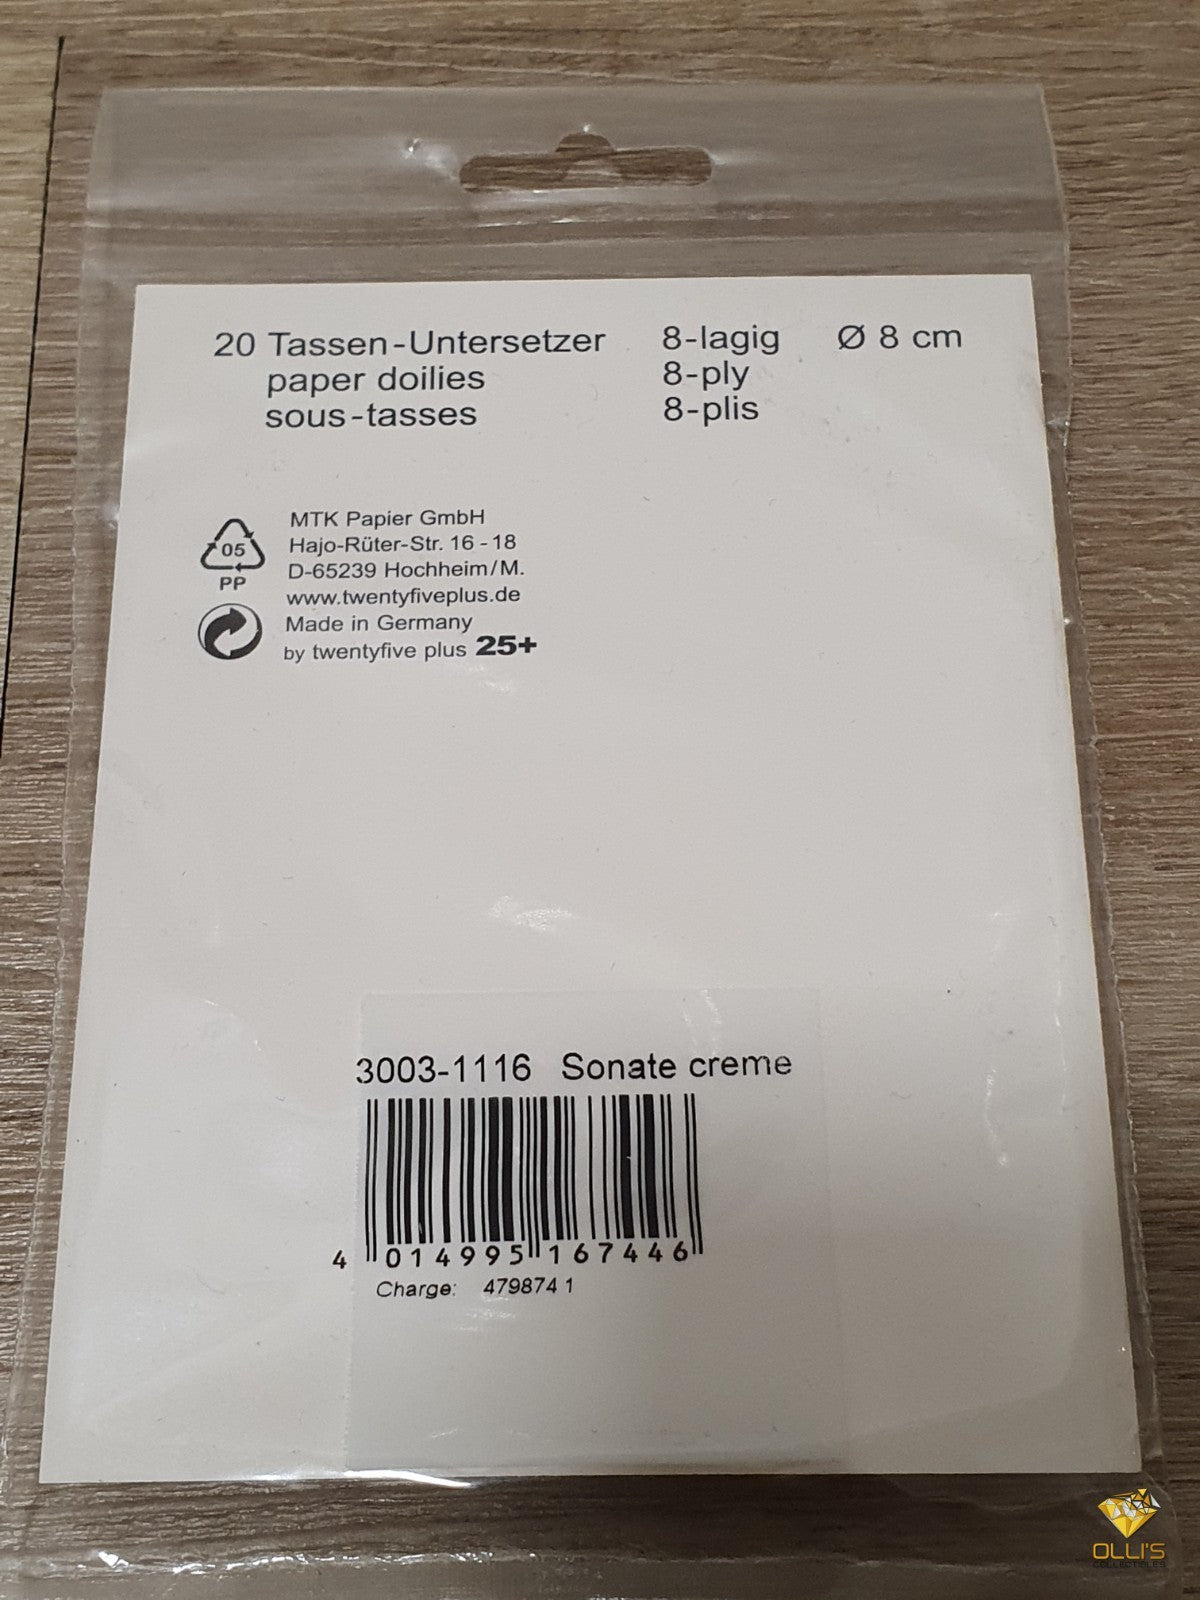 20 Tassen-Untersetzer 8-lagig Ø 8 cm
paper doilies 8-ply
sous-tasses 8-plis
05
PP
MTK Papier GmbH
Hajo-Rüter-Str. 16-18
D-65239 Hochheim/M.
www.twentyfiveplus.de
Made in Germany
by twentyfive plus 25+
3003-1116 Sonate creme
4 014995 167446
Charge: 479874 1
OLLI'S
COLLECTIBLES